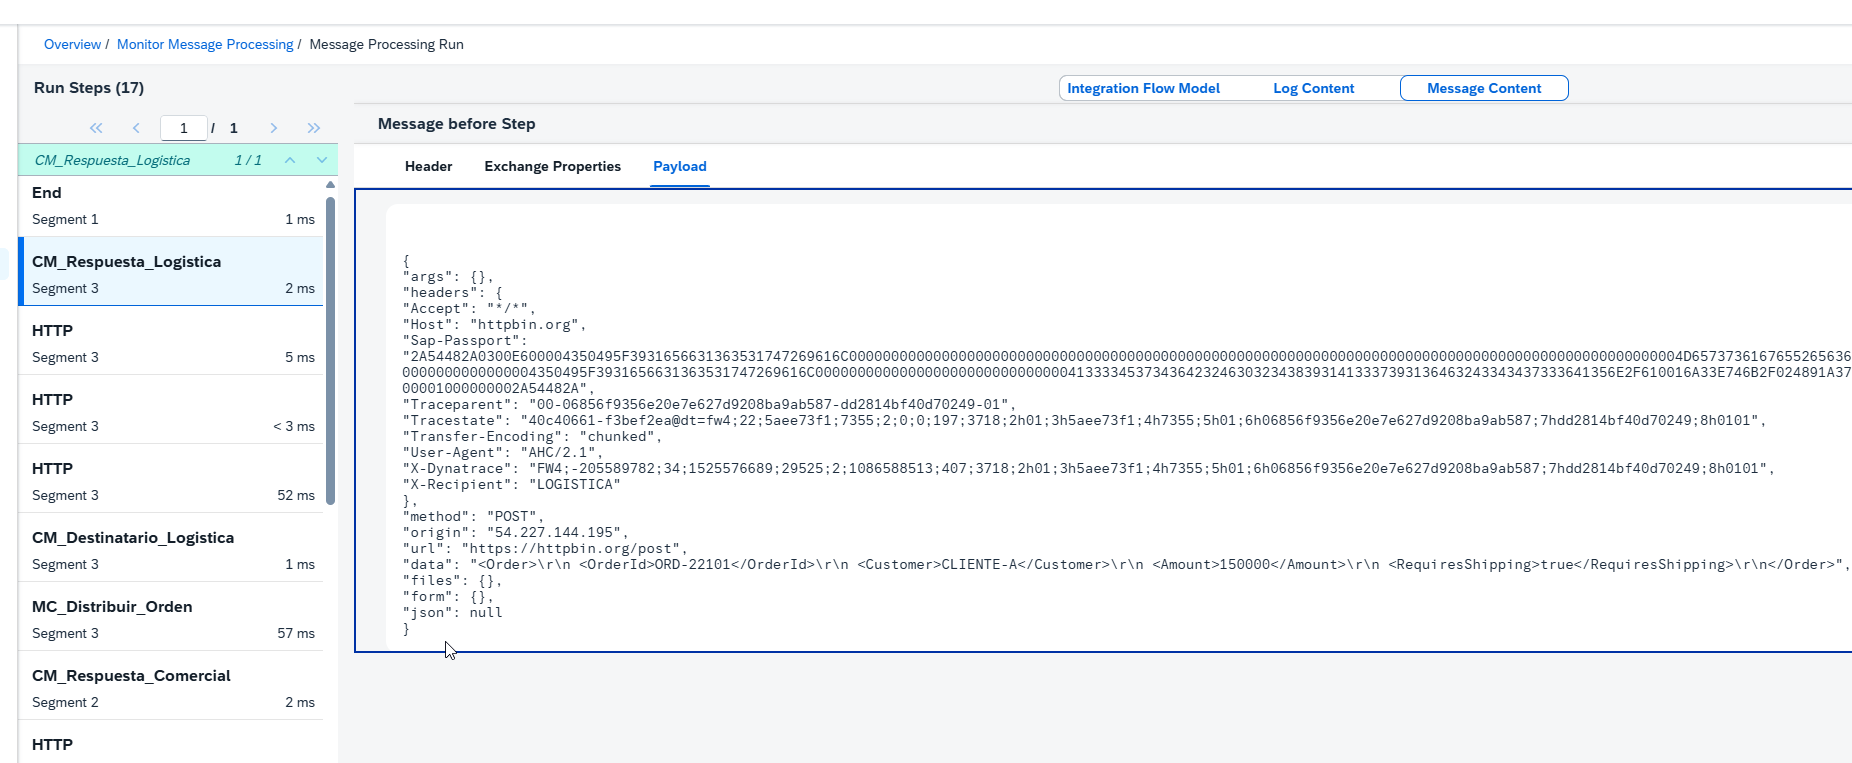 Overview / Monitor Message Processing / Message Processing Run
Run Steps (17)
Integration Flow Model
Log Content
Message Content
1 / 1
CM_Respuesta_Logistica 1 / 1
End
Segment 1 1 ms
CM_Respuesta_Logistica
Segment 3 2 ms
HTTP
Segment 3 5 ms
HTTP
Segment 3 < 3 ms
HTTP
Segment 3 52 ms
CM_Destinatario_Logistica
Segment 3 1 ms
MC_Distribuir_Orden
Segment 3 57 ms
CM_Respuesta_Comercial
Segment 2 2 ms
HTTP
Message before Step
Header
Exchange Properties
Payload
{
"args": {},
"headers": {
"Accept": "*/*",
"Host": "httpbin.org",
"Sap-Passport":
00001000000002A54482A",
"Traceparent": "00-06856f9356e20e7e627d9208ba9ab587-dd2814bf40d70249-01",
"Tracestate": "40c40661-f3bef2ea@dt=fw4;22;5aee73f1;7355;2;0;0;197;3718;2h01;3h5aee73f1;4h7355;5h01;6h06856f9356e20e7e627d9208ba9ab587;7hdd2814bf40d70249;8h0101",
"Transfer-Encoding": "chunked",
"User-Agent": "AHC/2.1",
"X-Dynatrace": "FW4;-205589782;34;1525576689;29525;2;1086588513;407;3718;2h01;3h5aee73f1;4h7355;5h01;6h06856f9356e20e7e627d9208ba9ab587;7hdd2814bf40d70249;8h0101",
"X-Recipient": "LOGISTICA"
},
"method": "POST",
"origin": "54.227.144.195",
"url": "https://httpbin.org/post",
"data": "<Order>\r\n <OrderId>ORD-22101</OrderId>\r\n <Customer>CLIENTE-A</Customer>\r\n <Amount>150000</Amount>\r\n <RequiresShipping>true</RequiresShipping>\r\n</Order>",
"files": {},
"form": {},
"json": null
}